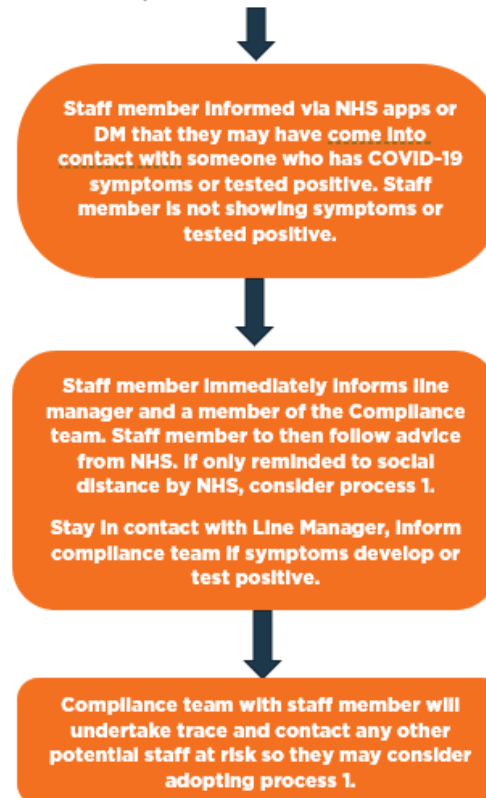 Staff member informed via NHS apps or
DM that they may have come into
contact with someone who has COVID-19
symptoms or tested positive. Staff
member is not showing symptoms or
tested positive.
Staff member immediately informs line
manager and a member of the Compliance
team. Staff member to then follow advice
from NHS. If only reminded to social
distance by NHS, consider process 1.
Stay in contact with Line Manager, inform
compliance team if symptoms develop or
test positive.
Compliance team with staff member will
undertake trace and contact any other
potential staff at risk so they may consider
adopting process 1.